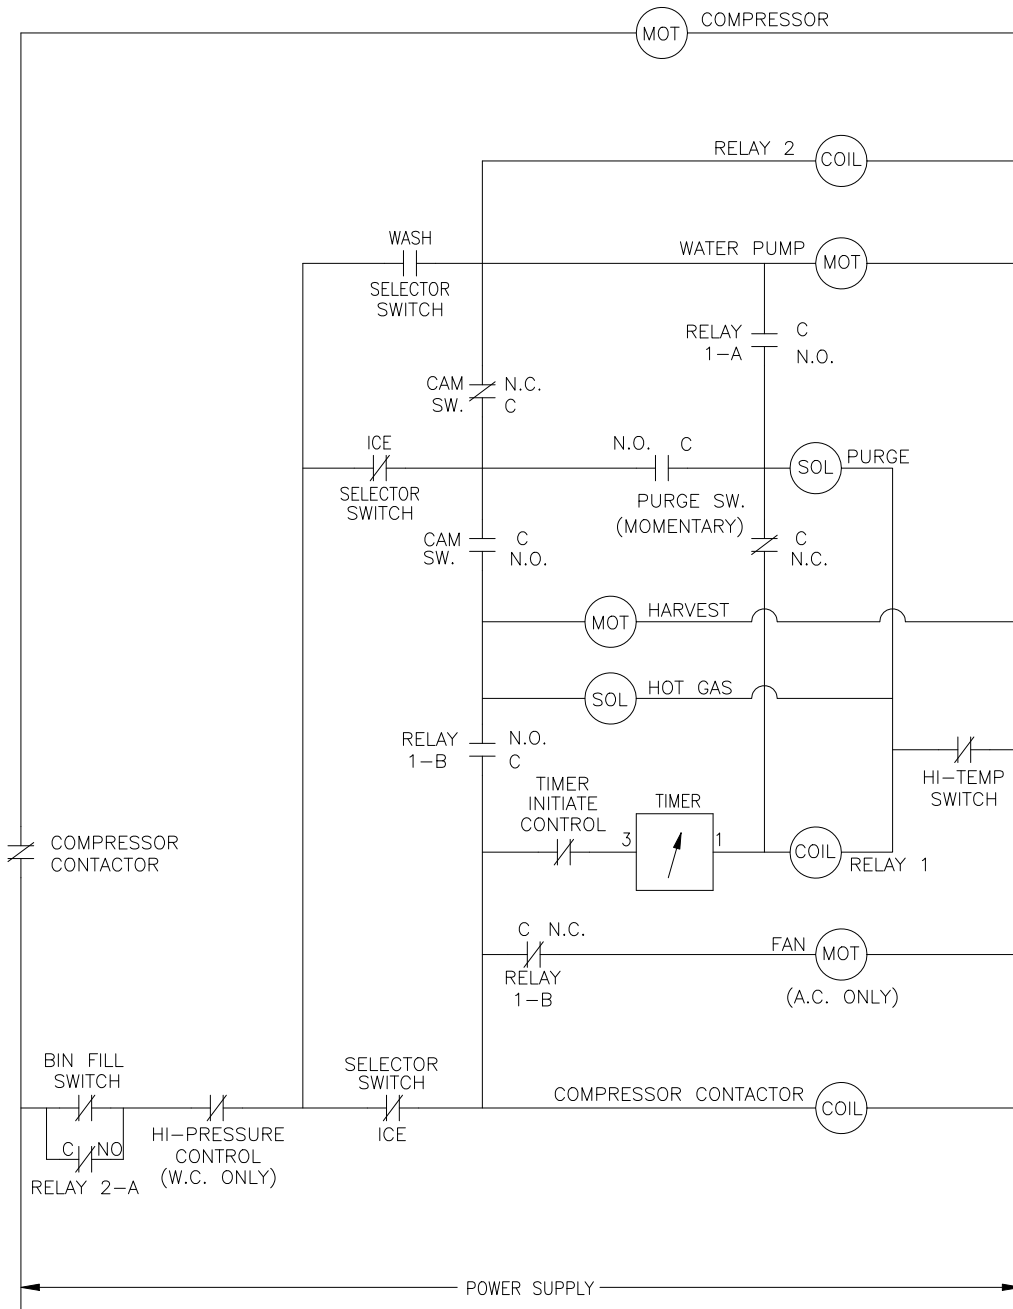 MOT COMPRESSOR
RELAY 2 COIL
WASH
SELECTOR
SWITCH
WATER PUMP MOT
RELAY
1-A
C
N.O.
CAM
SW.
N.C.
C
ICE
SELECTOR
SWITCH
N.O. C
PURGE SW.
(MOMENTARY)
SOL PURGE
CAM
SW.
C
N.O.
C
N.C.
MOT HARVEST
SOL HOT GAS
RELAY
1-B
N.O.
C
HI-TEMP
SWITCH
TIMER
INITIATE
CONTROL
TIMER
3 1
COIL RELAY 1
COMPRESSOR
CONTACTOR
C N.C.
RELAY
1-B
FAN MOT
(A.C. ONLY)
BIN FILL
SWITCH
C NO
RELAY 2-A
HI-PRESSURE
CONTROL
(W.C. ONLY)
SELECTOR
SWITCH
ICE
COMPRESSOR CONTACTOR COIL
POWER SUPPLY